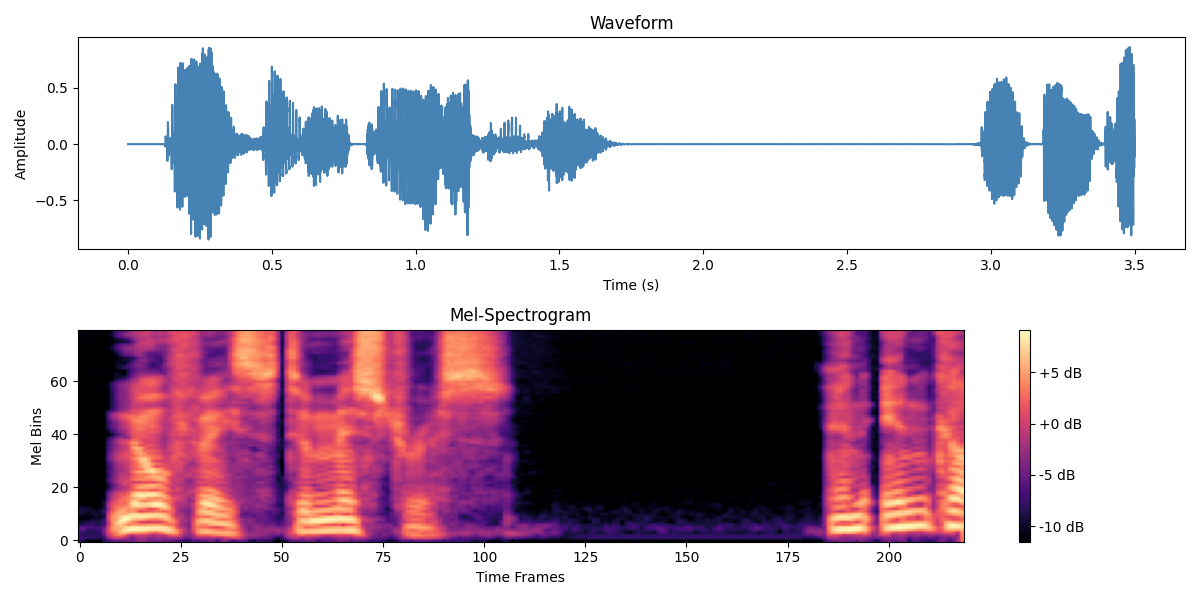 Waveform
Amplitude
0.5
0.0
−0.5
0.0 0.5 1.0 1.5 2.0 2.5 3.0 3.5
Time (s)
Mel-Spectrogram
Mel Bins
60
40
20
0
0 25 50 75 100 125 150 175 200
Time Frames
+5 dB
+0 dB
-5 dB
-10 dB